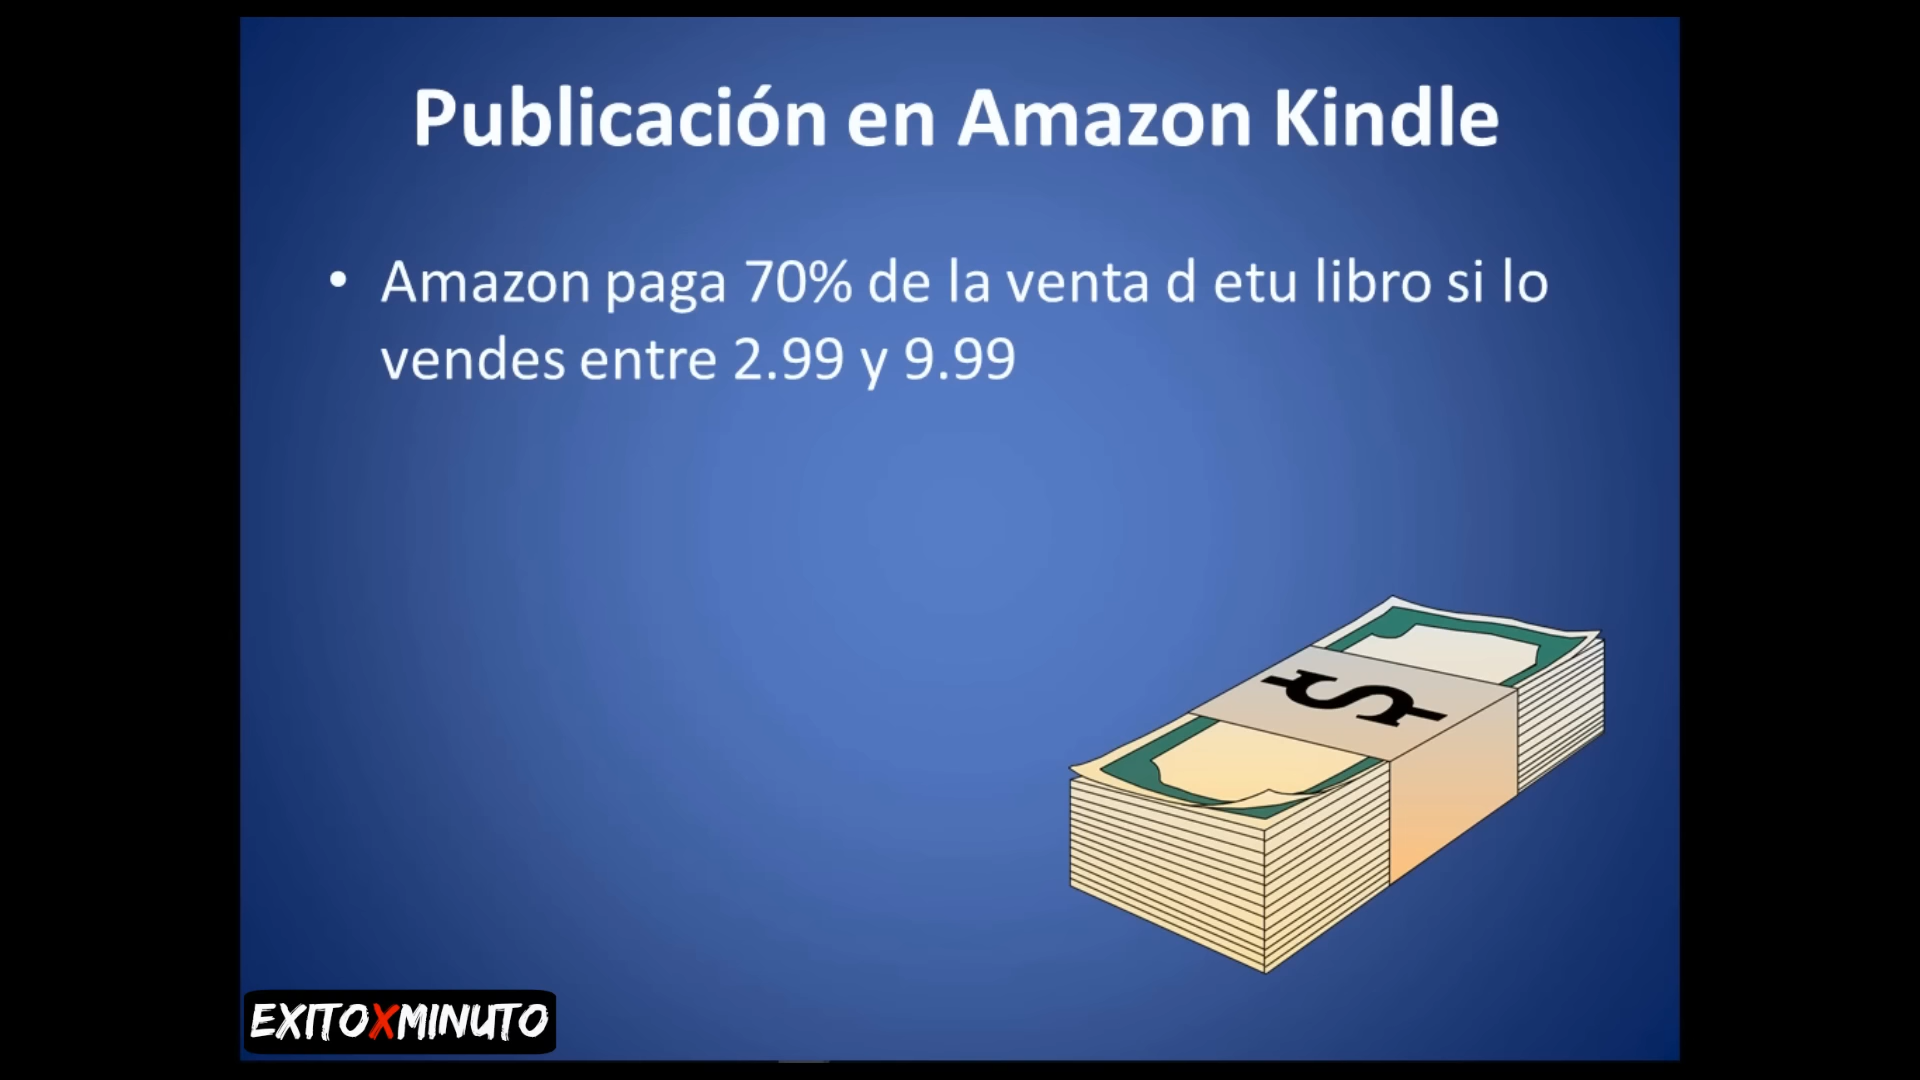 Publicación en Amazon Kindle
• Amazon paga 70% de la venta d etu libro si lo
vendes entre 2.99 y 9.99
$
EXITOXMINUTO